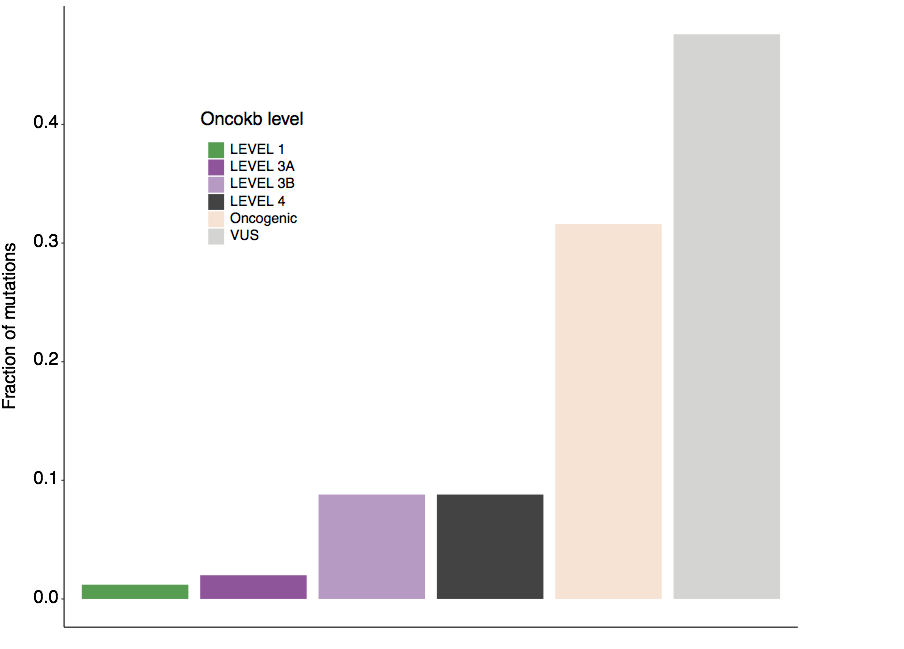 Oncokb level
LEVEL 1
LEVEL 3A
LEVEL 3B
LEVEL 4
Oncogenic
VUS
Fraction of mutations
0.4
0.3
0.2
0.1
0.0